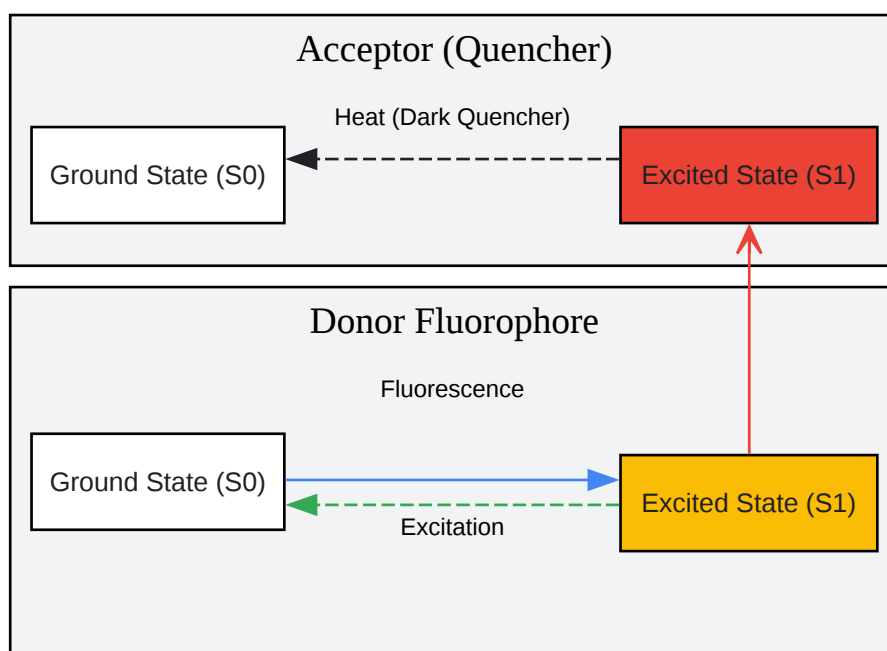 Acceptor (Quencher)
Heat (Dark Quencher)
Ground State (S0)
Excited State (S1)
Donor Fluorophore
Fluorescence
Ground State (S0)
Excited State (S1)
Excitation